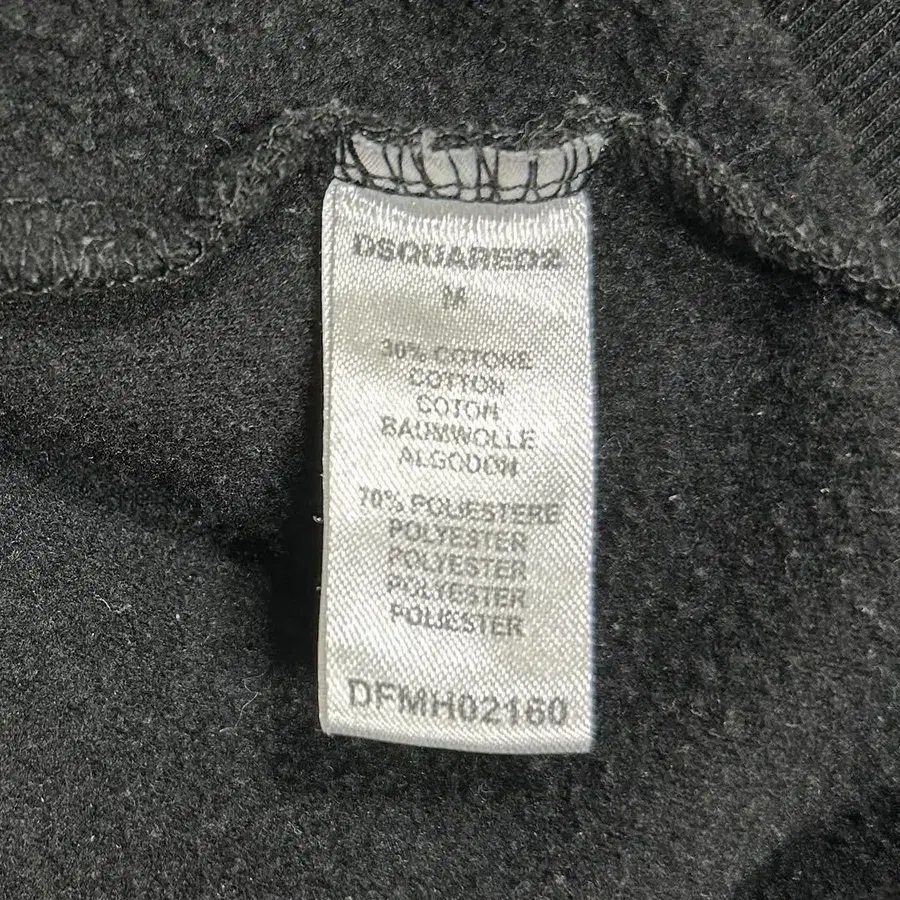 DSQUARED2
M
30% COTONE
COTTON
COTON
BAUMWOLLE
ALGODON
70% POLIESTERE
POLYESTER
POLYESTER
POLYESTER
POLIESTER
DFMH02160